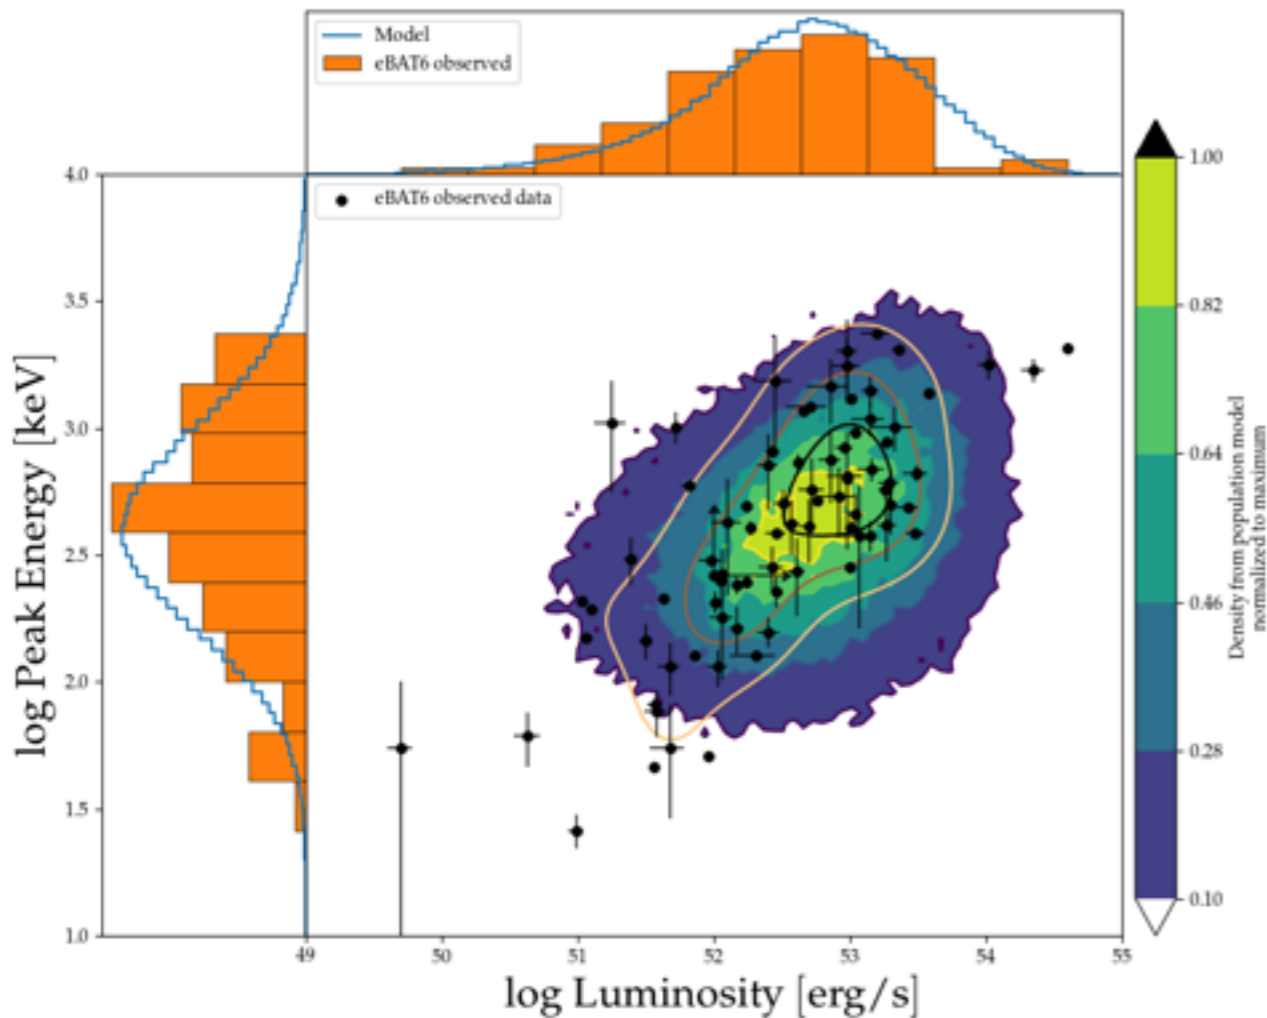 Model
eBAT6 observed
eBAT6 observed data
4.0
3.5
3.0
2.5
2.0
1.5
1.0
log Peak Energy [keV]
49
50
51
52
53
54
55
log Luminosity [erg/s]
1.00
0.82
0.64
0.46
0.28
0.10
Density from population model
normalized to maximum